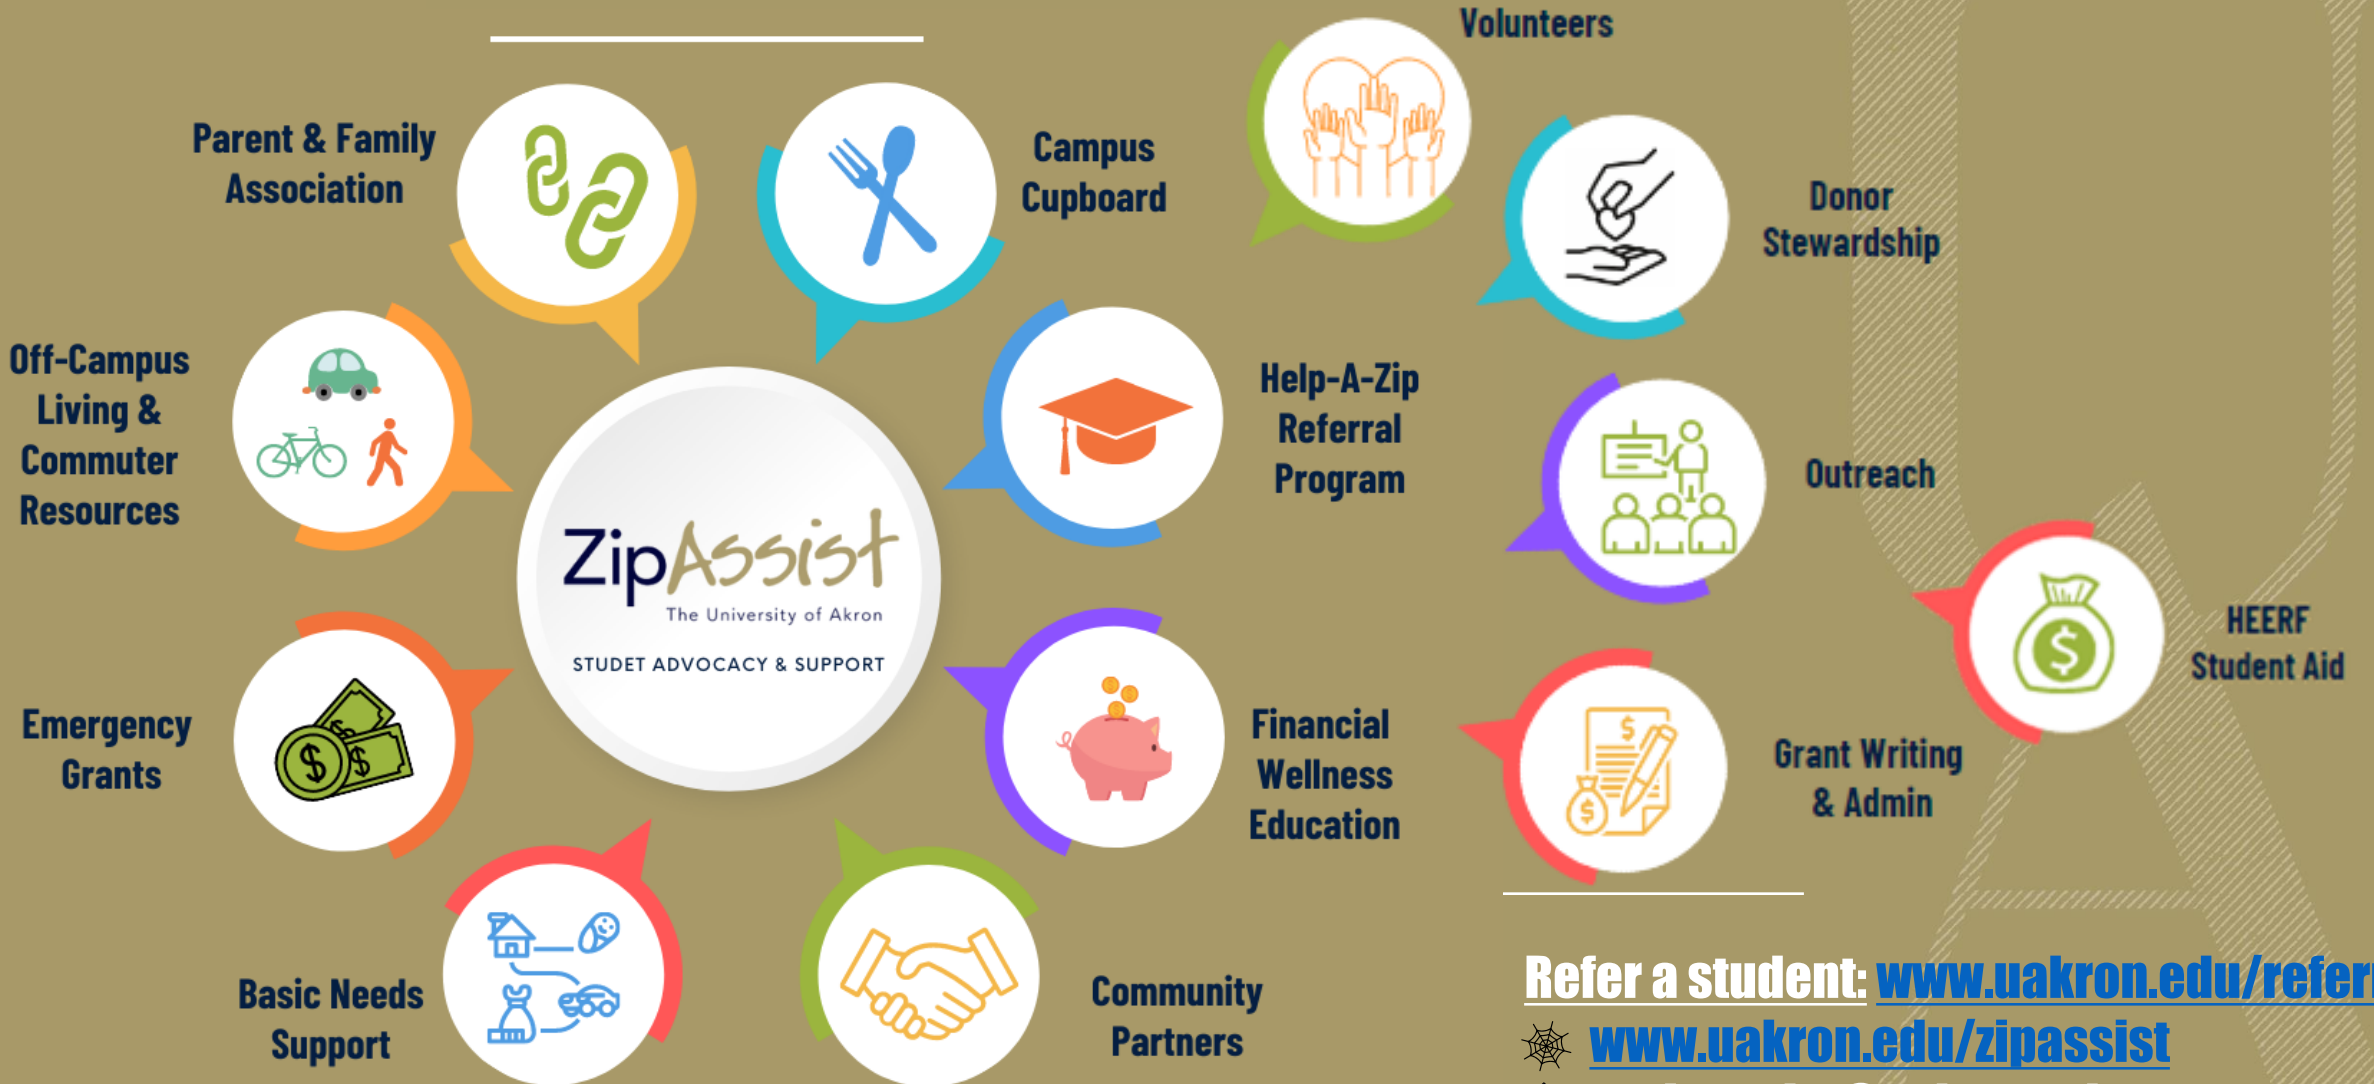 Volunteers
Parent & Family
Association
Campus
Cupboard
Donor
Stewardship
Off-Campus
Living &
Commuter
Resources
Help-A-Zip
Referral
Program
Outreach
ZipAssist
The University of Akron
STUDET ADVOCACY & SUPPORT
HEERF
Student Aid
Emergency
Grants
$ $ $
Financial
Wellness
Education
Grant Writing
& Admin
Basic Needs
Support
Community
Partners
Refer a student: www.uakron.edu/referr
www.uakron.edu/zipassist